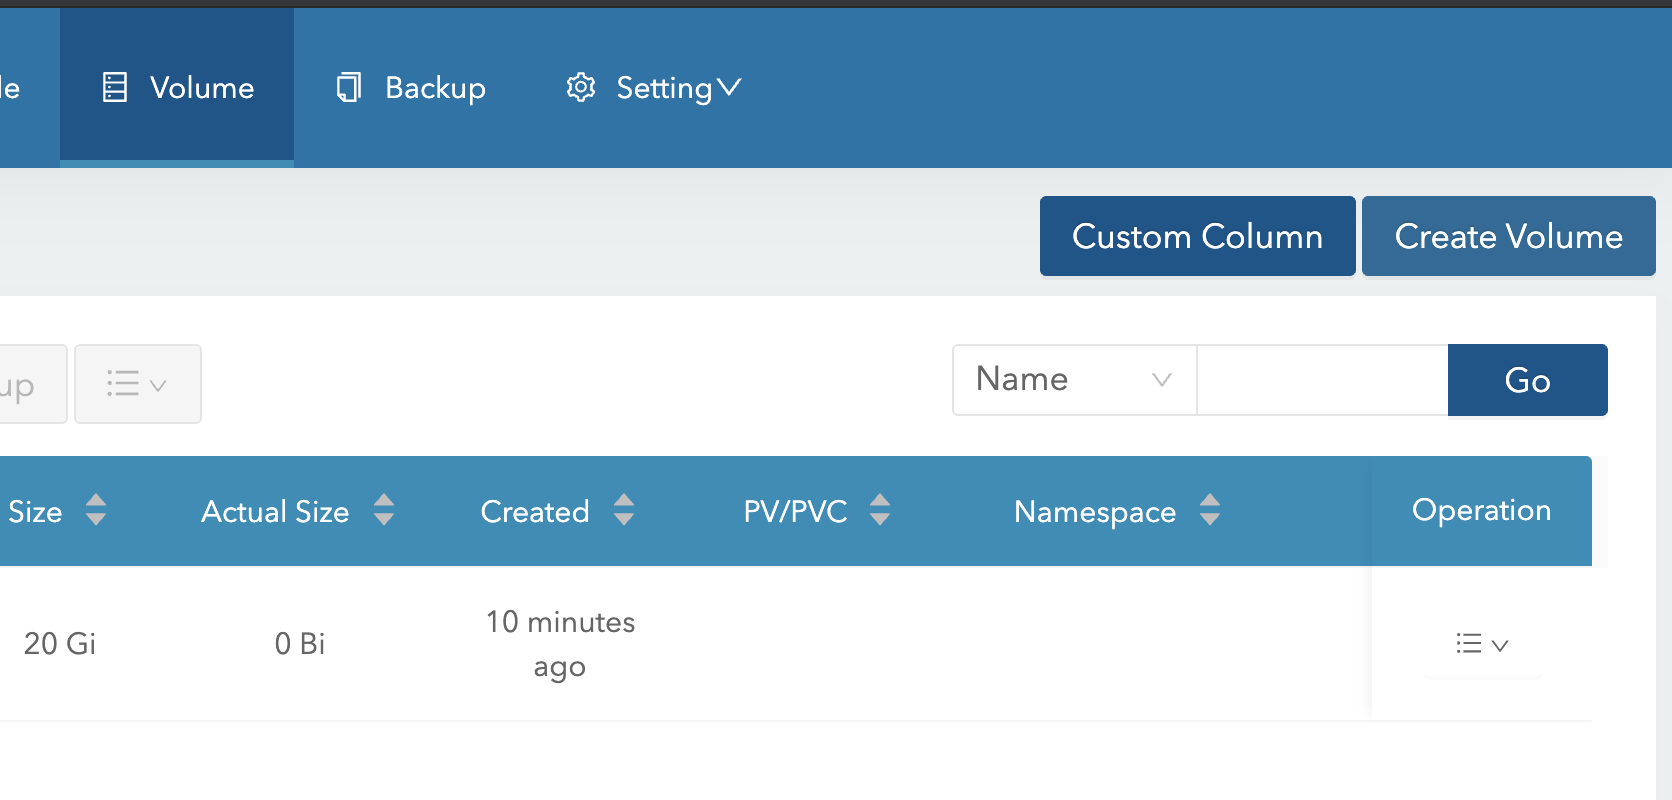 Volume
Backup
Setting
Custom Column
Create Volume
up
Name
Go
Size
Actual Size
Created
PV/PVC
Namespace
Operation
20 Gi
0 Bi
10 minutes
ago